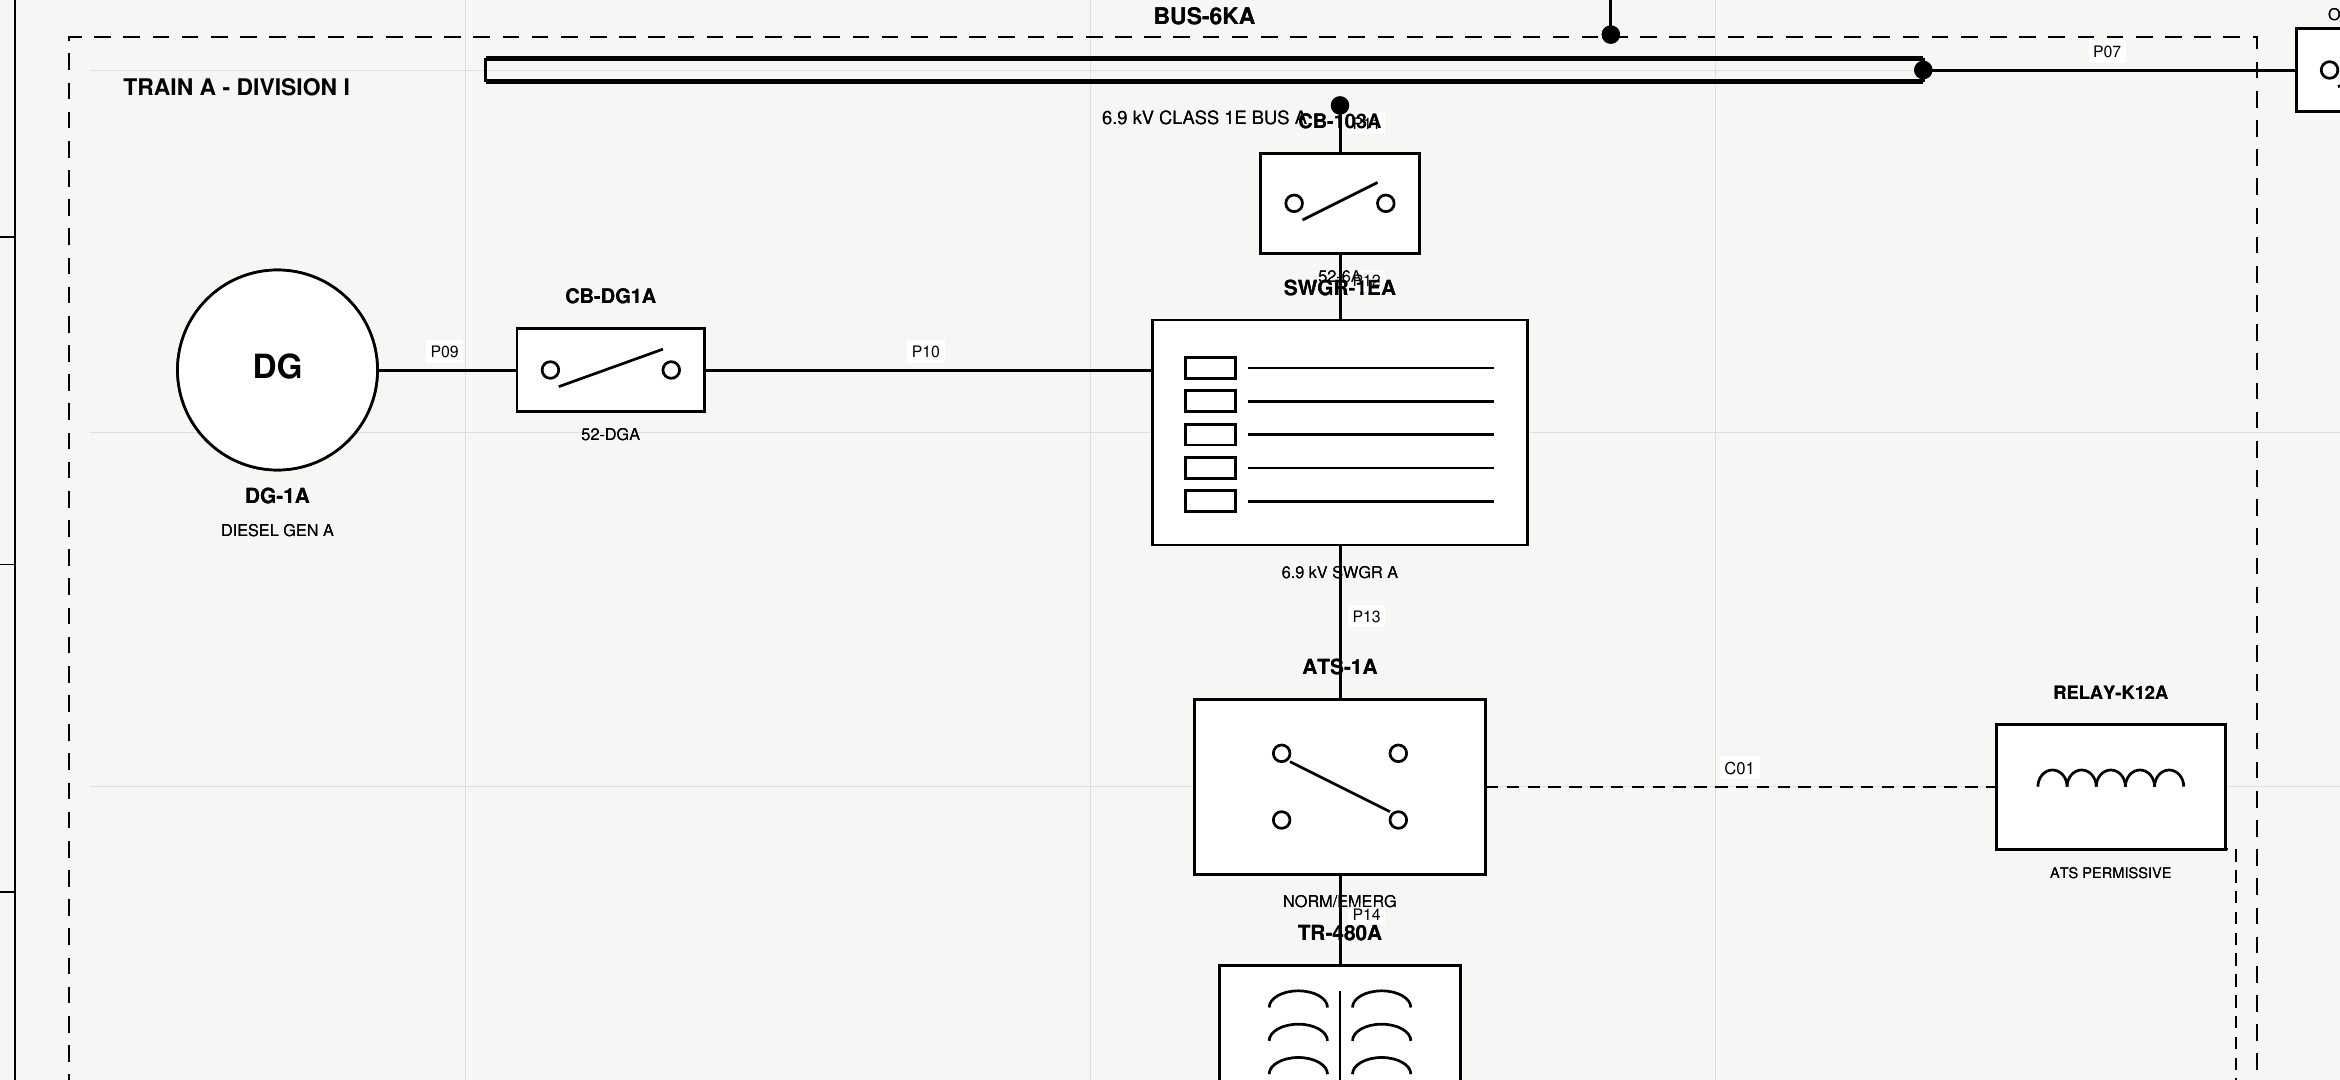 BUS-6KA
O
P07
TRAIN A - DIVISION I
6.9 kV CLASS 1E BUS A
CB-103A
52-6A
P12
SWGR-1EA
CB-DG1A
DG
P09
P10
52-DGA
DG-1A
DIESEL GEN A
6.9 kV SWGR A
P13
ATS-1A
RELAY-K12A
C01
ATS PERMISSIVE
NORM/EMERG
P14
TR-480A